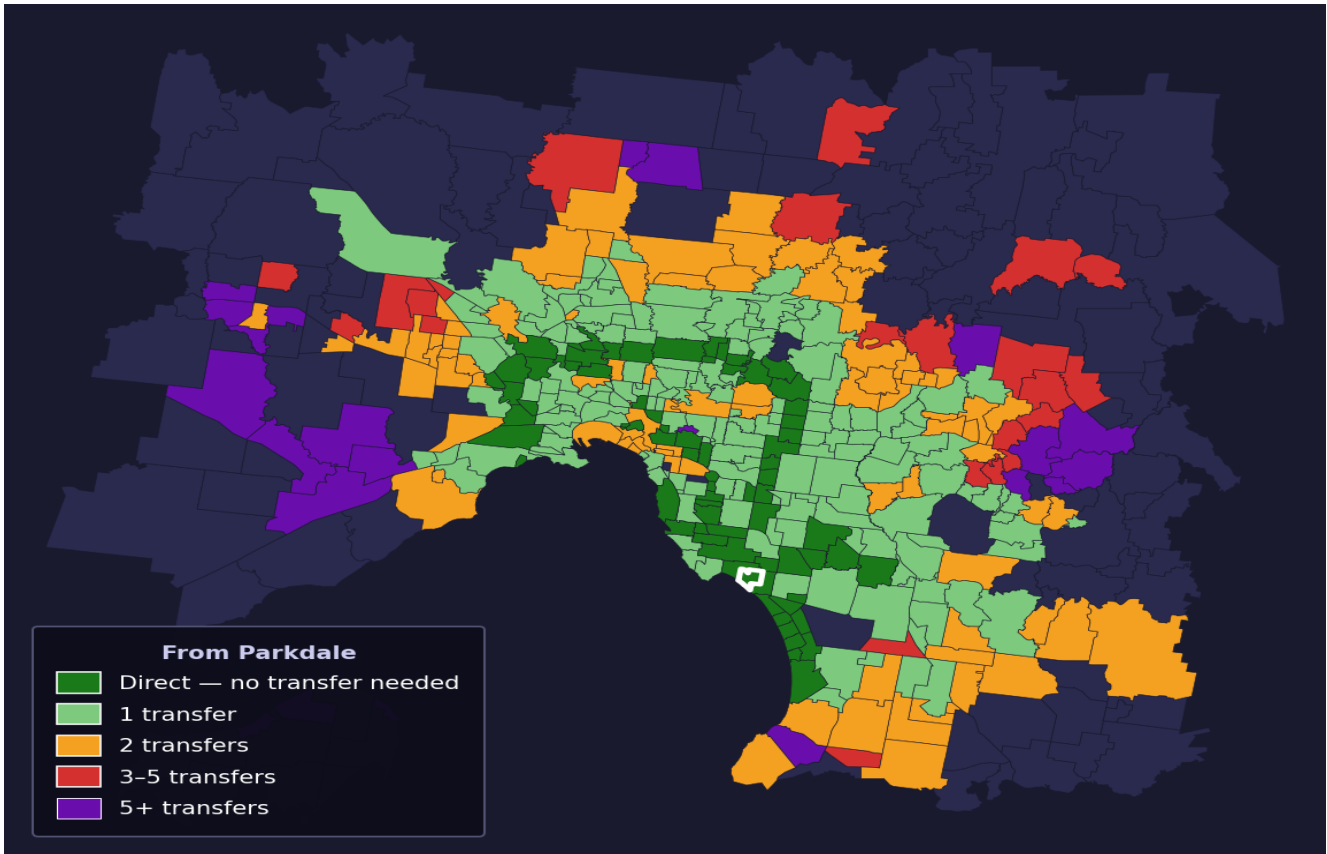 From Parkdale
Direct — no transfer needed
1 transfer
2 transfers
3–5 transfers
5+ transfers